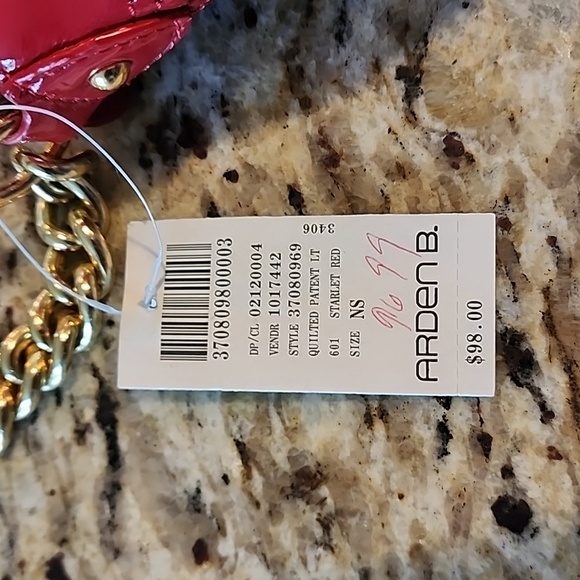 370809800003
DP/CL 02120004
VENDR 1017442
STYLE 37080969
QUILTED PATENT LT
601 STARLET RED
SIZE NS
3406
96 99
ARDEN B.
$98.00